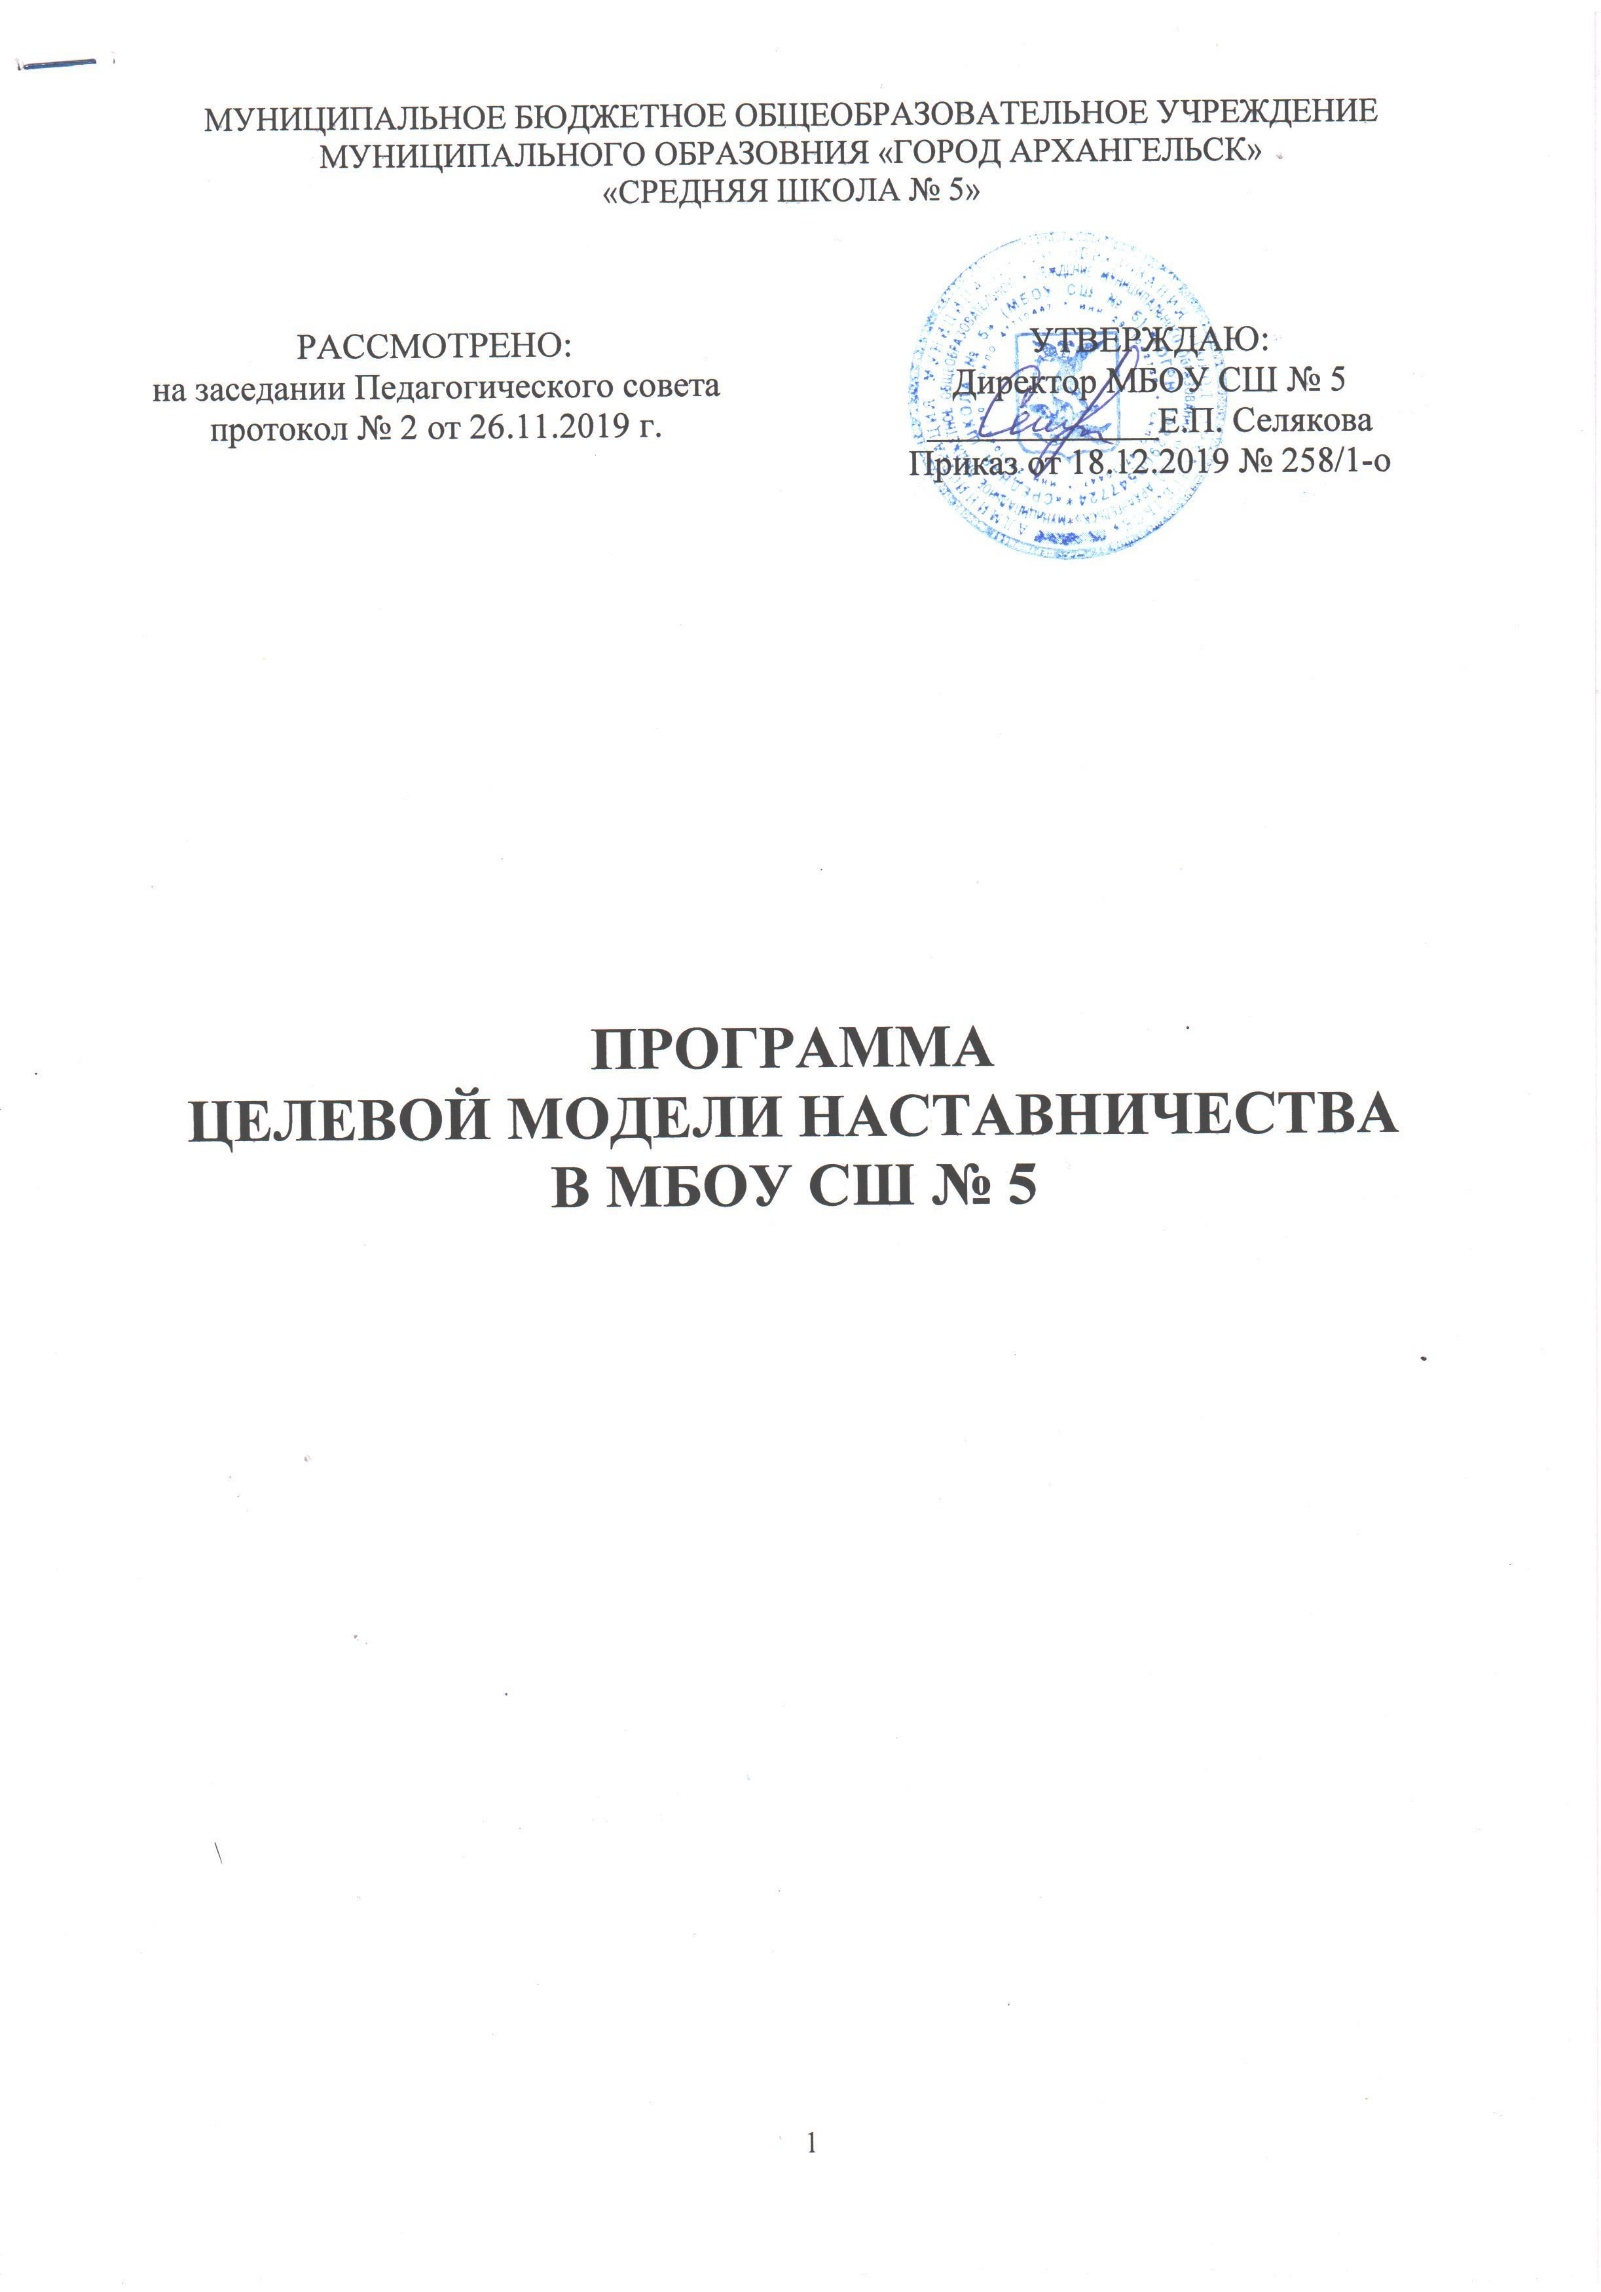 МУНИЦИПАЛЬНОЕ БЮДЖЕТНОЕ ОБЩЕОБРАЗОВАТЕЛЬНОЕ УЧРЕЖДЕНИЕ
МУНИЦИПАЛЬНОГО ОБРАЗОВНИЯ «ГОРОД АРХАНГЕЛЬСК»
«СРЕДНЯЯ ШКОЛА № 5»
РАССМОТРЕНО:
на заседании Педагогического совета
протокол № 2 от 26.11.2019 г.
УТВЕРЖДАЮ:
Директор МБОУ СШ № 5
Е.П. Селякова
Приказ от 18.12.2019 № 258/1-о
ПРОГРАММА
ЦЕЛЕВОЙ МОДЕЛИ НАСТАВНИЧЕСТВА
В МБОУ СШ № 5
1